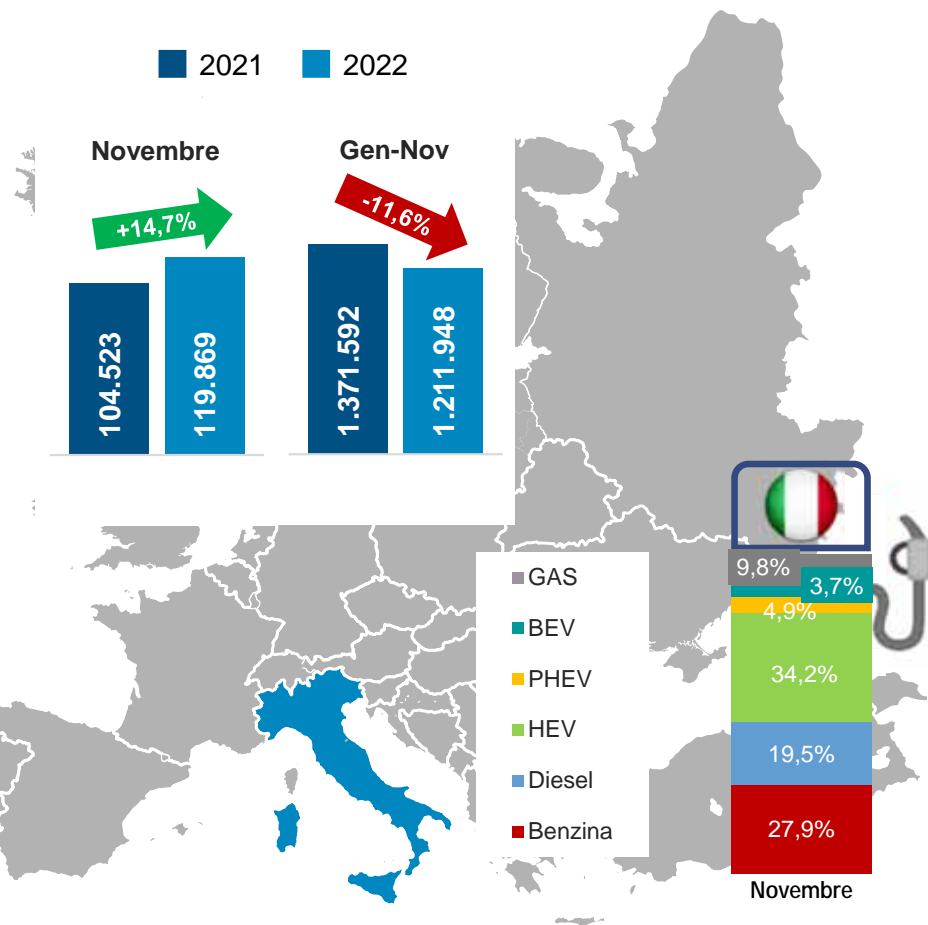 2021 2022
Novembre Gen-Nov
+14,7% -11,6%
104.523 119.869 1.371.592 1.211.948
GAS
BEV
PHEV
HEV
Diesel
Benzina
9,8%
3,7%
4,9%
34,2%
19,5%
27,9%
Novembre